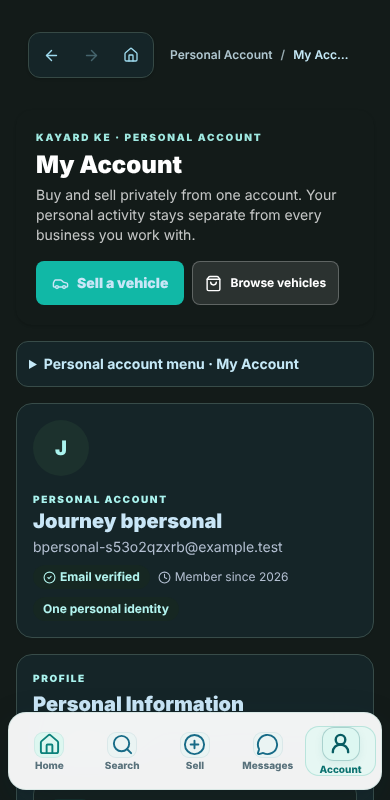 Personal Account / My Acc...
KAYARD KE · PERSONAL ACCOUNT
My Account
Buy and sell privately from one account. Your
personal activity stays separate from every
business you work with.
Sell a vehicle
Browse vehicles
Personal account menu · My Account
J
PERSONAL ACCOUNT
Journey bpersonal
bpersonal-s53o2qzxrb@example.test
Email verified
Member since 2026
One personal identity
PROFILE
Personal Information
Home
Search
Sell
Messages
Account